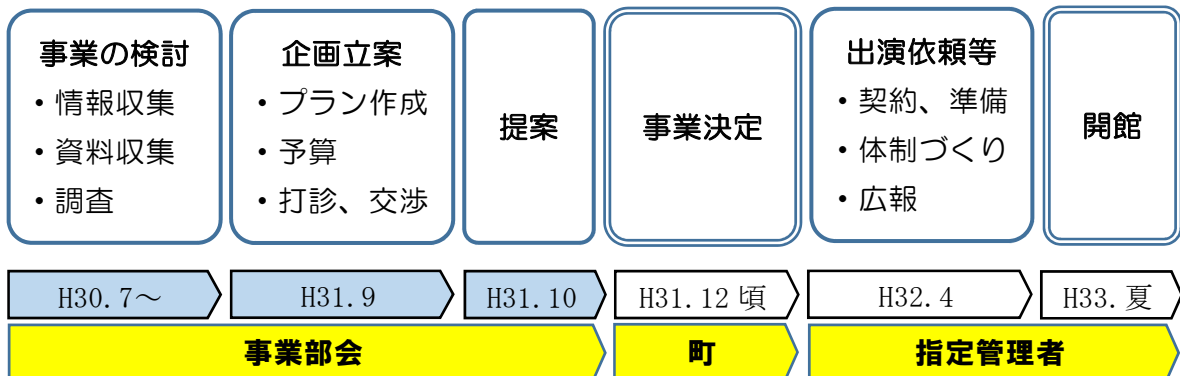 事業の検討
・情報収集
・資料収集
・調査
企画立案
・プラン作成
・予算
・打診、交渉
提案
事業決定
出演依頼等
・契約、準備
・体制づくり
・広報
開館
H30.7～
H31.9
H31.10
H31.12頃
H32.4
H33.夏
事業部会
町
指定管理者